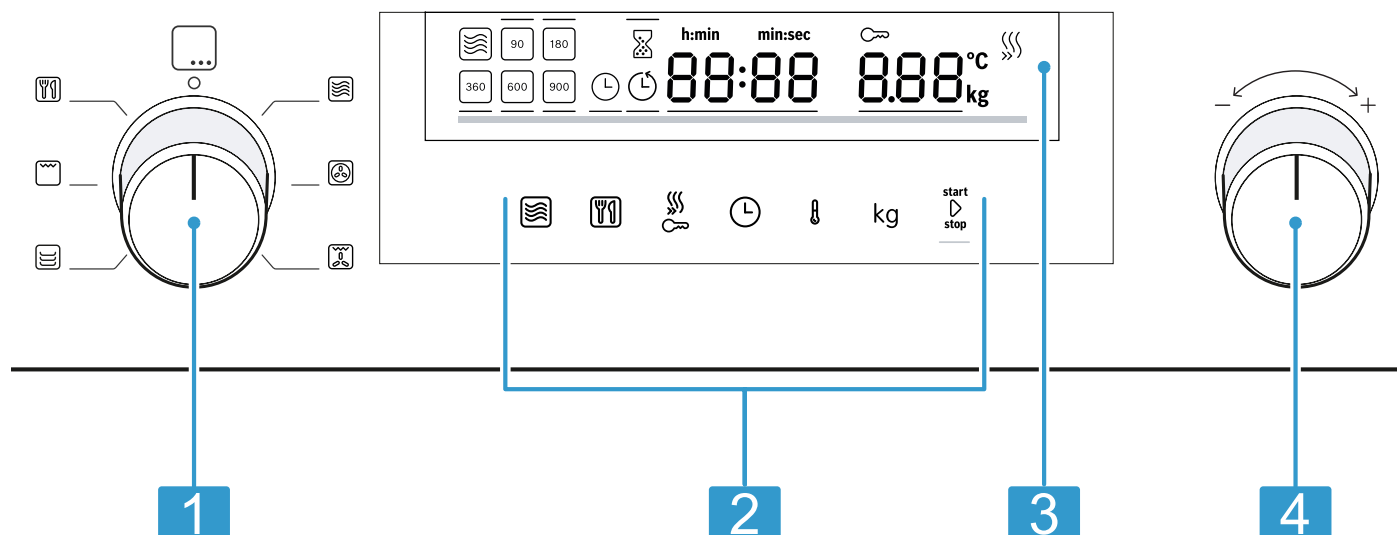 h:min min:sec
90 180
88:88 8.88 °C
360 600 900
kg
start
kg
stop
- +
1 2 3 4